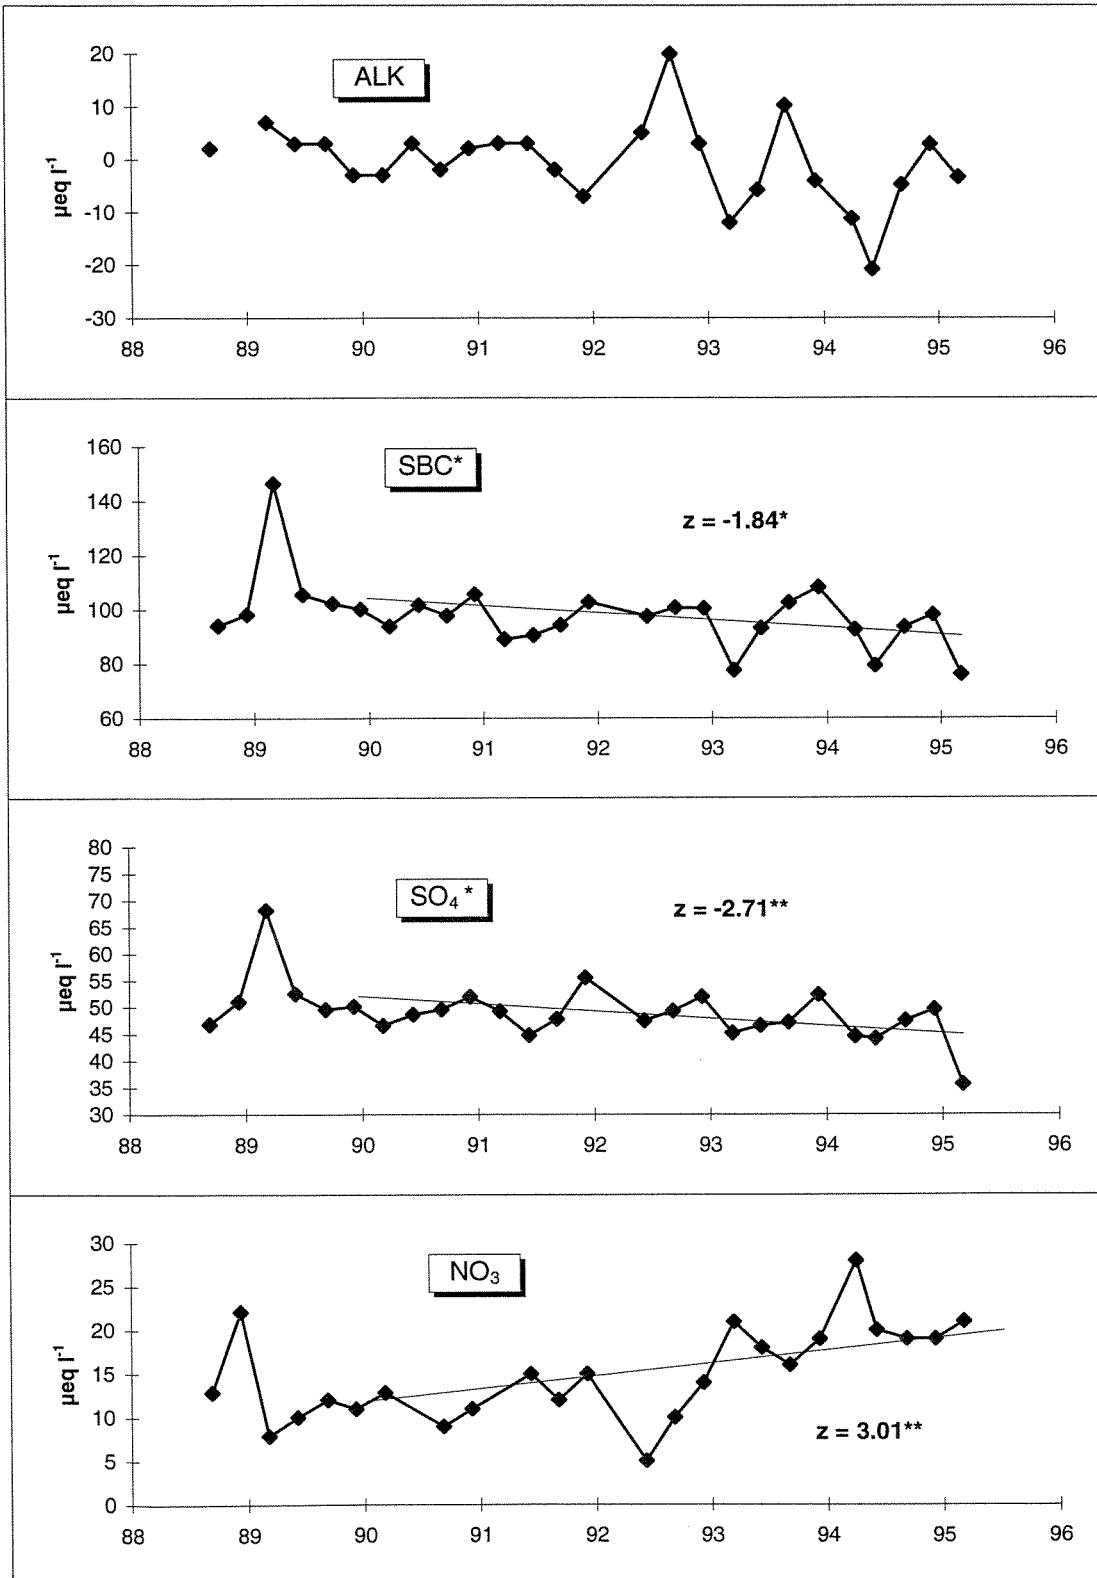 ALK
µeq l-1
20
10
0
-10
-20
-30
88 89 90 91 92 93 94 95 96
SBC*
z = -1.84*
µeq l-1
160
140
120
100
80
60
88 89 90 91 92 93 94 95 96
SO4*
z = -2.71**
µeq l-1
80
75
70
65
60
55
50
45
40
35
30
88 89 90 91 92 93 94 95 96
NO3
z = 3.01**
µeq l-1
30
25
20
15
10
5
0
88 89 90 91 92 93 94 95 96